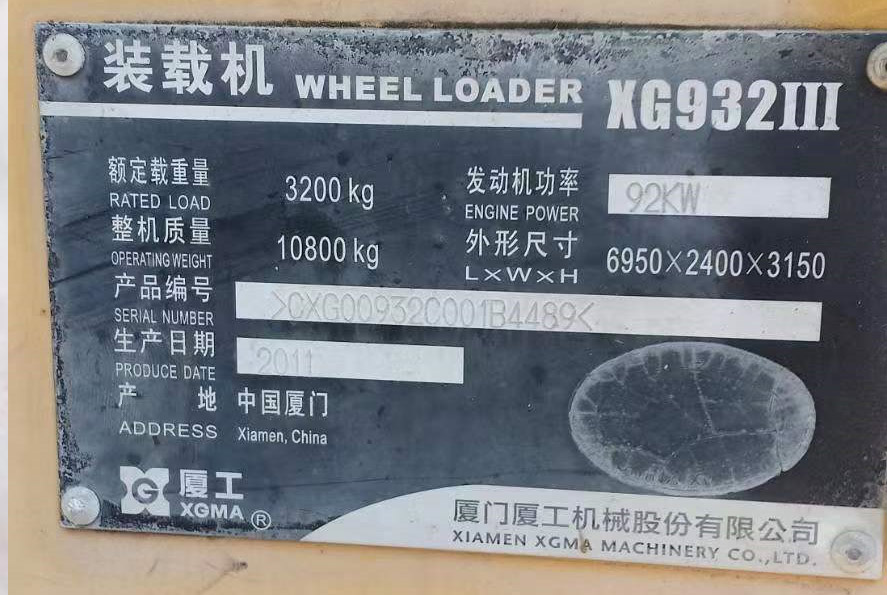 装载机 WHEEL LOADER XG932III
额定载重量 3200 kg 发动机功率 92KW
RATED LOAD ENGINE POWER
整机质量 10800 kg 外形尺寸 6950×2400×3150
OPERATING WEIGHT L×W×H
产品编号 >CXG00932C001B4489<
SERIAL NUMBER
生产日期 2011
PRODUCE DATE
产 地 中国厦门
ADDRESS Xiamen, China
厦工
XGMA ®
厦门厦工机械股份有限公司
XIAMEN XGMA MACHINERY CO.,LTD.